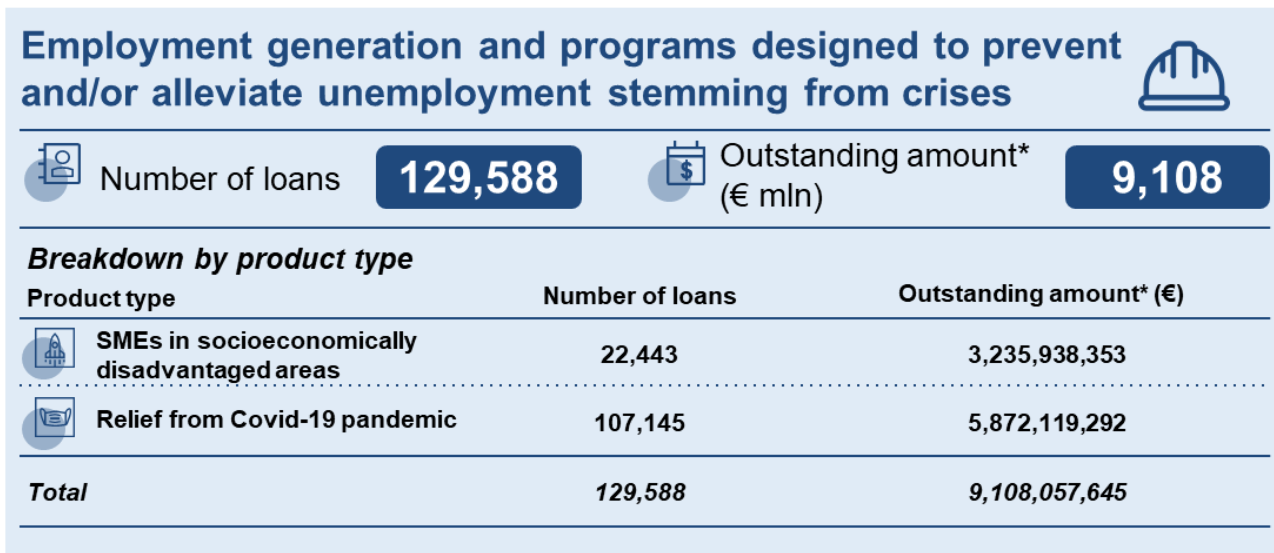 Employment generation and programs designed to prevent
and/or alleviate unemployment stemming from crises
Number of loans 129,588 Outstanding amount* (€ mln) 9,108
Breakdown by product type
Product type Number of loans Outstanding amount* (€)
SMEs in socioeconomically
disadvantaged areas 22,443 3,235,938,353
Relief from Covid-19 pandemic 107,145 5,872,119,292
Total 129,588 9,108,057,645